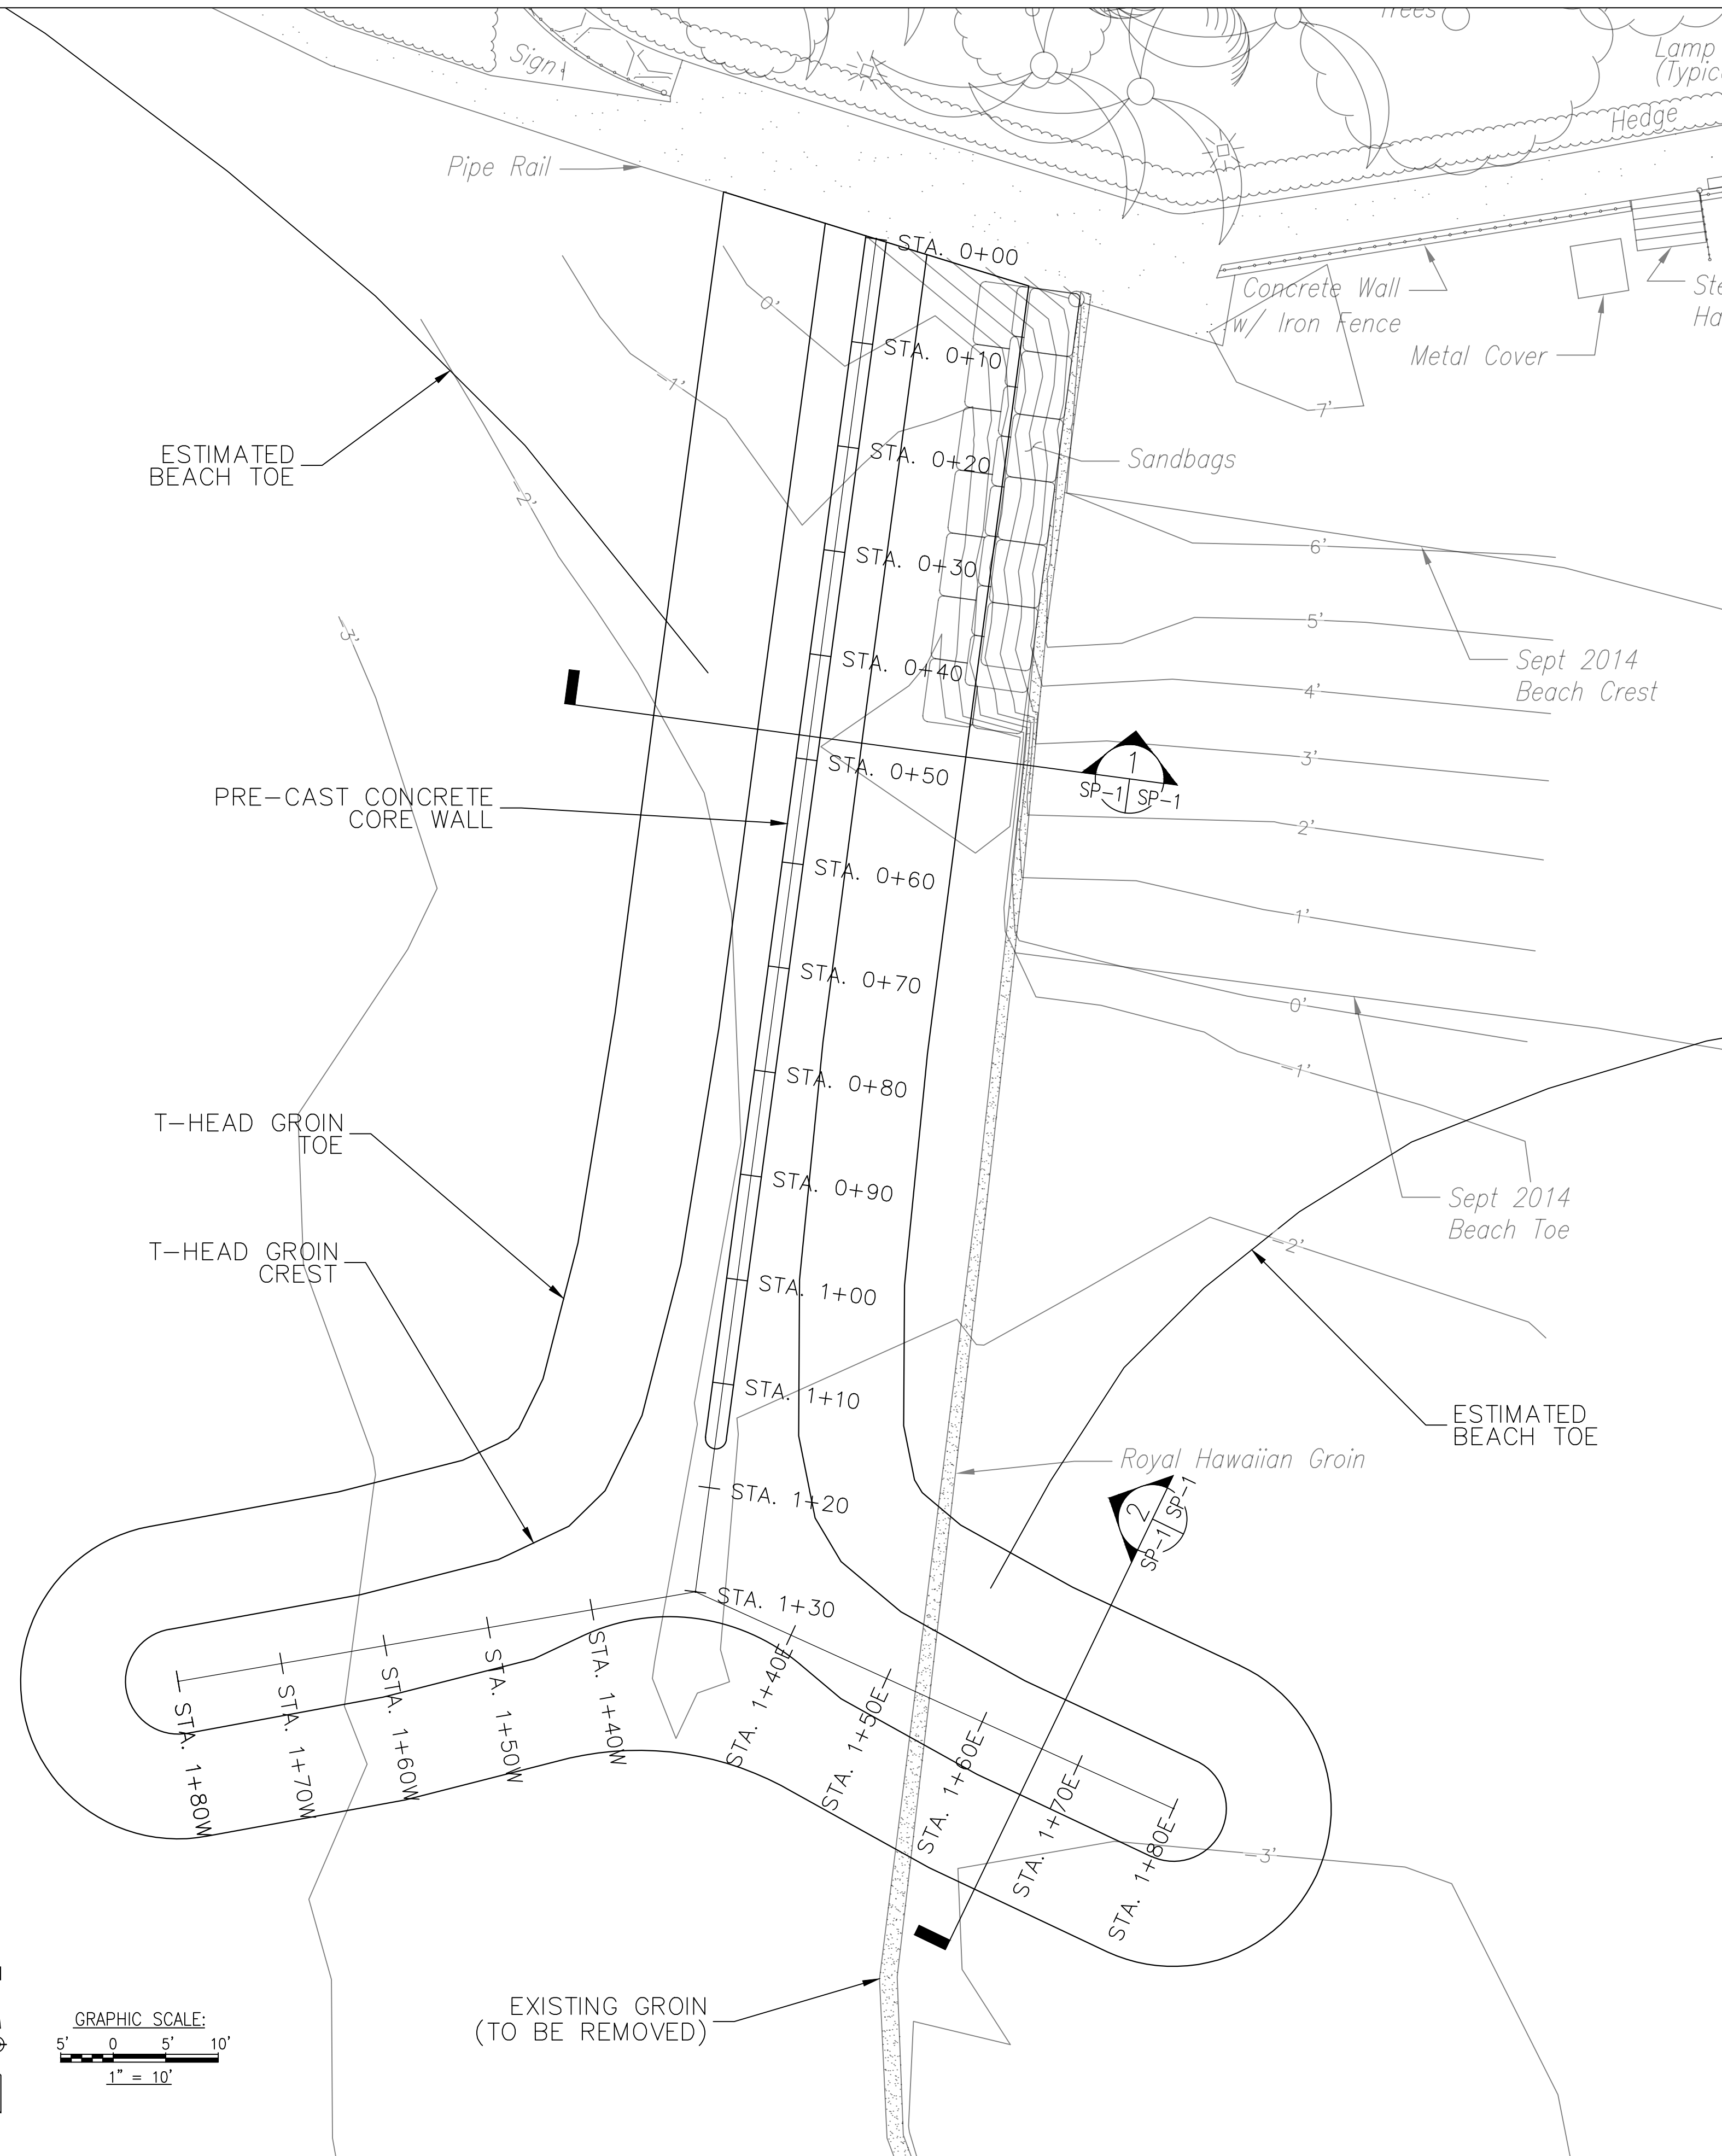 Trees
Lamp
Sign
Hedge
Pipe Rail
STA. 0+00
0'
Concrete Wall
w/ Iron Fence
Metal Cover
STA. 0+10
-1'
7'
ESTIMATED
BEACH TOE
STA. 0+20
Sandbags
-2'
6'
STA. 0+30
5'
-3'
Sept 2014
Beach Crest
STA. 0+40
4'
1
SP-1
SP-1
3'
STA. 0+50
PRE-CAST CONCRETE
CORE WALL
2'
STA. 0+60
1'
STA. 0+70
0'
STA. 0+80
-1'
T-HEAD GROIN
TOE
STA. 0+90
Sept 2014
Beach Toe
-2'
T-HEAD GROIN
CREST
STA. 1+00
STA. 1+10
ESTIMATED
BEACH TOE
Royal Hawaiian Groin
STA. 1+20
2
SP-1
SP-1
STA. 1+30
STA. 1+80W
STA. 1+70W
STA. 1+60W
STA. 1+50W
STA. 1+40W
STA. 1+40E
STA. 1+50E
STA. 1+60E
STA. 1+70E
STA. 1+80E
-3'
EXISTING GROIN
(TO BE REMOVED)
GRAPHIC SCALE:
5' 0 5' 10'
1" = 10'